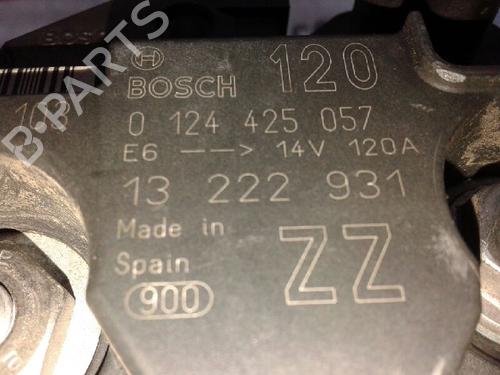 BOSCH 120
0 124 425 057
E6 --> 14V 120A
13 222 931
Made in
Spain
ZZ
900
B-PARTS